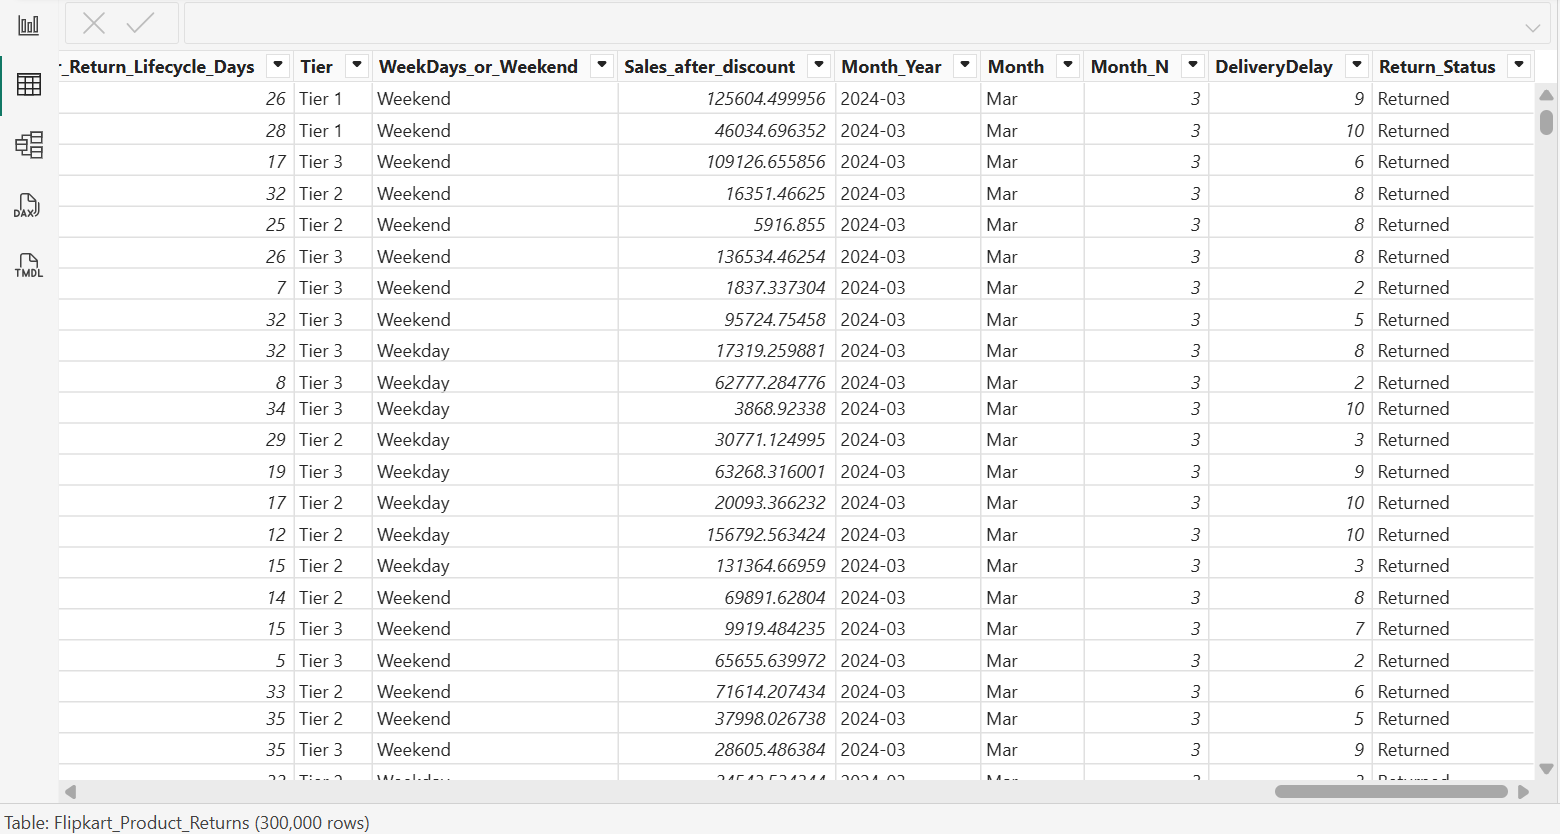 r_Return_Lifecycle_Days Tier WeekDays_or_Weekend Sales_after_discount Month_Year Month Month_N DeliveryDelay Return_Status
26 Tier 1 Weekend 125604.499956 2024-03 Mar 3 9 Returned
28 Tier 1 Weekend 46034.696352 2024-03 Mar 3 10 Returned
17 Tier 3 Weekend 109126.655856 2024-03 Mar 3 6 Returned
32 Tier 2 Weekend 16351.46625 2024-03 Mar 3 8 Returned
DAX
25 Tier 2 Weekend 5916.855 2024-03 Mar 3 8 Returned
26 Tier 3 Weekend 136534.46254 2024-03 Mar 3 8 Returned
TMDL
7 Tier 3 Weekend 1837.337304 2024-03 Mar 3 2 Returned
32 Tier 3 Weekend 95724.75458 2024-03 Mar 3 5 Returned
32 Tier 3 Weekday 17319.259881 2024-03 Mar 3 8 Returned
8 Tier 3 Weekday 62777.284776 2024-03 Mar 3 2 Returned
34 Tier 3 Weekday 3868.92338 2024-03 Mar 3 10 Returned
29 Tier 2 Weekday 30771.124995 2024-03 Mar 3 3 Returned
19 Tier 3 Weekday 63268.316001 2024-03 Mar 3 9 Returned
17 Tier 2 Weekday 20093.366232 2024-03 Mar 3 10 Returned
12 Tier 2 Weekday 156792.563424 2024-03 Mar 3 10 Returned
15 Tier 2 Weekday 131364.66959 2024-03 Mar 3 3 Returned
14 Tier 2 Weekend 69891.62804 2024-03 Mar 3 8 Returned
15 Tier 3 Weekend 9919.484235 2024-03 Mar 3 7 Returned
5 Tier 3 Weekend 65655.639972 2024-03 Mar 3 2 Returned
33 Tier 2 Weekend 71614.207434 2024-03 Mar 3 6 Returned
35 Tier 2 Weekend 37998.026738 2024-03 Mar 3 5 Returned
35 Tier 3 Weekend 28605.486384 2024-03 Mar 3 9 Returned
Table: Flipkart_Product_Returns (300,000 rows)